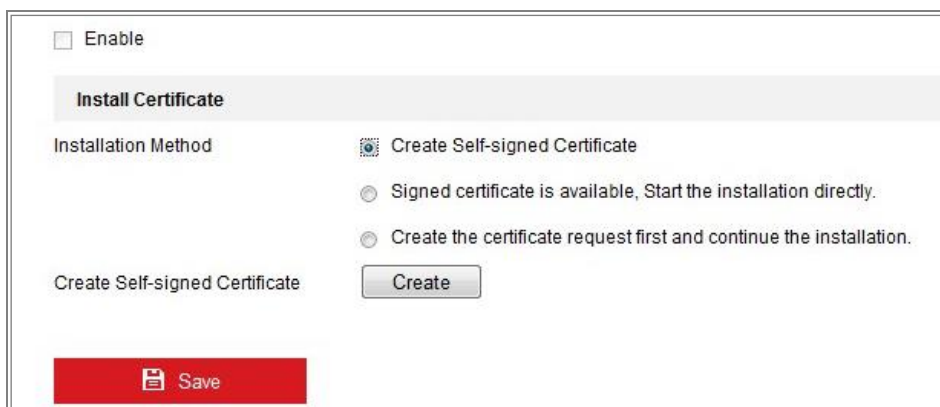 Enable
Install Certificate
Installation Method
Create Self-signed Certificate
Signed certificate is available, Start the installation directly.
Create the certificate request first and continue the installation.
Create Self-signed Certificate
Create
Save